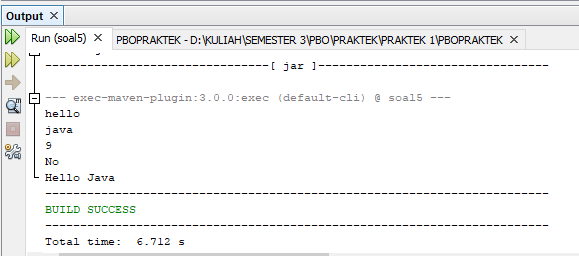 Output ×
Run (soal5) × PBOPRAKTEK - D:\KULIAH\SEMESTER 3\PBO\PRAKTEK\PRAKTEK 1\PBOPRAKTEK ×
--------------------------------[ jar ]---------------------------------
--- exec-maven-plugin:3.0.0:exec (default-cli) @ soal5 ---
hello
java
9
No
Hello Java
------------------------------------------------------------------------
BUILD SUCCESS
------------------------------------------------------------------------
Total time:  6.712 s